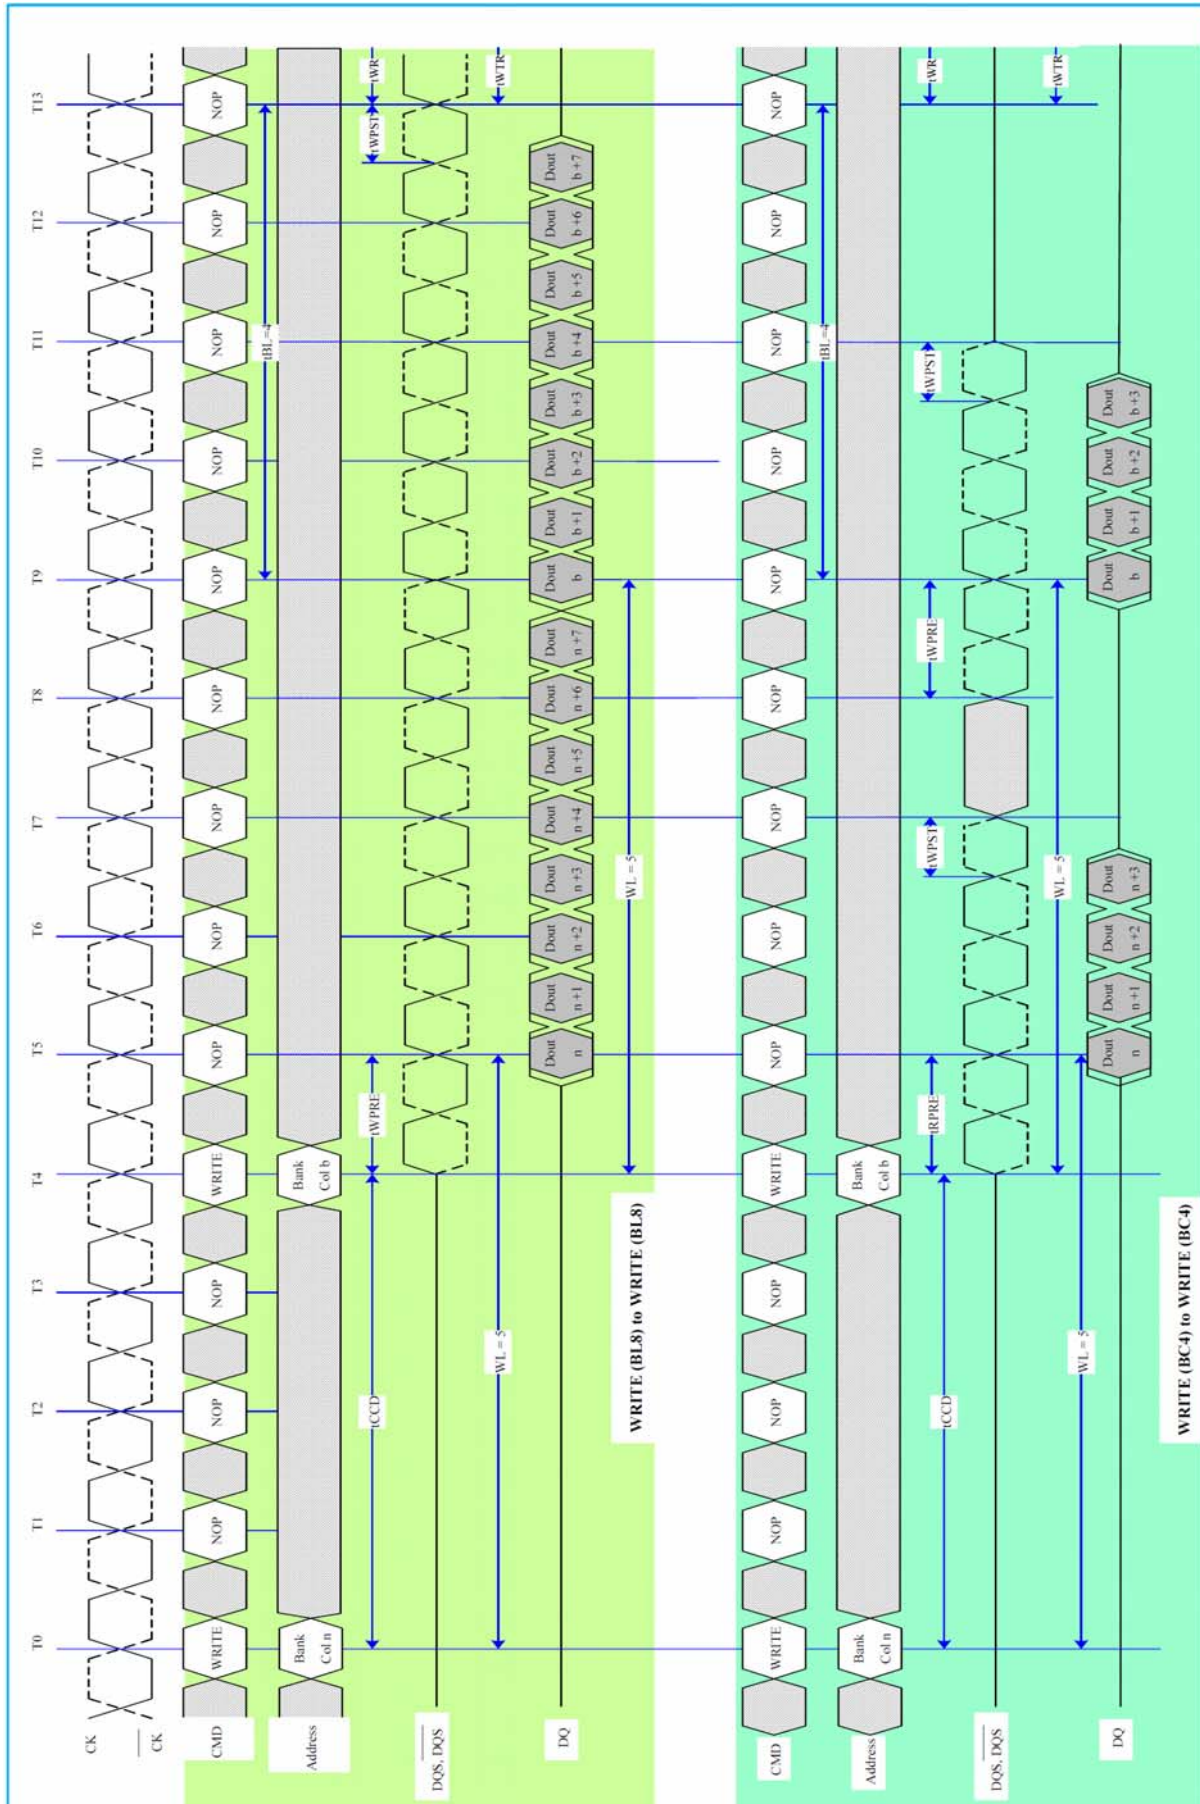 T0 T1 T2 T3 T4 T5 T6 T7 T8 T9 T10 T11 T12 T13
CK
CK
CMD WRITE NOP NOP NOP WRITE NOP NOP NOP NOP NOP NOP NOP NOP NOP
tBL=4
Address
Bank Bank
Col n Col b
tCCD tWPRE tWPST tWR
DQS, DQS
WL = 5 tWTR
DQ
Dout Dout Dout Dout Dout Dout Dout Dout Dout Dout Dout Dout Dout Dout Dout Dout
n n+1 n+2 n+3 n+4 n+5 n+6 n+7 b b+1 b+2 b+3 b+4 b+5 b+6 b+7
WL = 5
WRITE (BL8) to WRITE (BL8)
CMD WRITE NOP NOP NOP WRITE NOP NOP NOP NOP NOP NOP NOP NOP NOP
tBL=4
Address
Bank Bank
Col n Col b
tCCD tRPRE tWPST tWPRE tWPST tWR
DQS, DQS
WL = 5 tWTR
WL = 5
DQ
Dout Dout Dout Dout Dout Dout Dout Dout
n n+1 n+2 n+3 b b+1 b+2 b+3
WRITE (BC4) to WRITE (BC4)